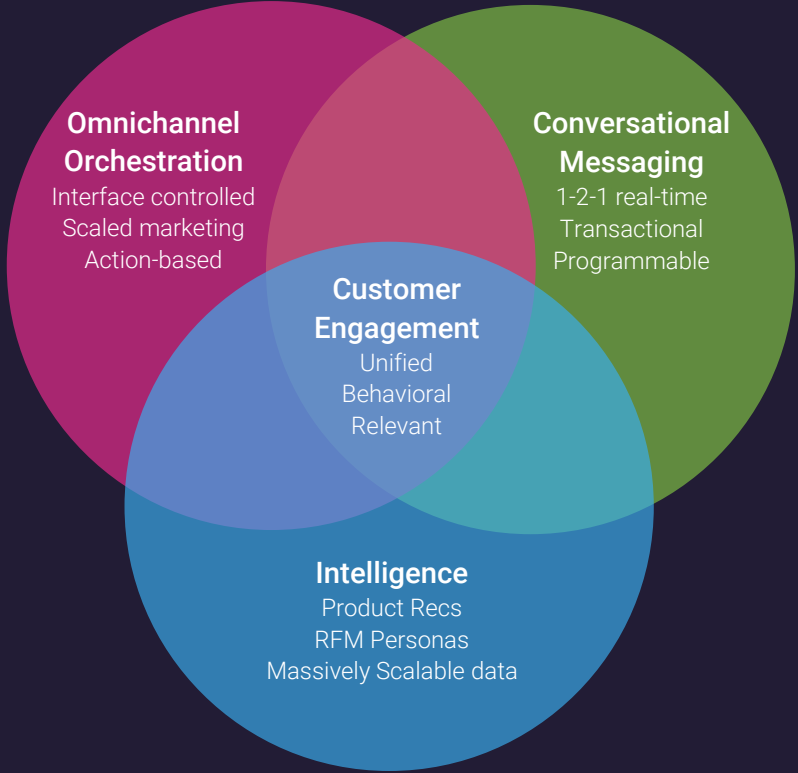 Omnichannel
Orchestration
Interface controlled
Scaled marketing
Action-based
Conversational
Messaging
1-2-1 real-time
Transactional
Programmable
Customer
Engagement
Unified
Behavioral
Relevant
Intelligence
Product Recs
RFM Personas
Massively Scalable data